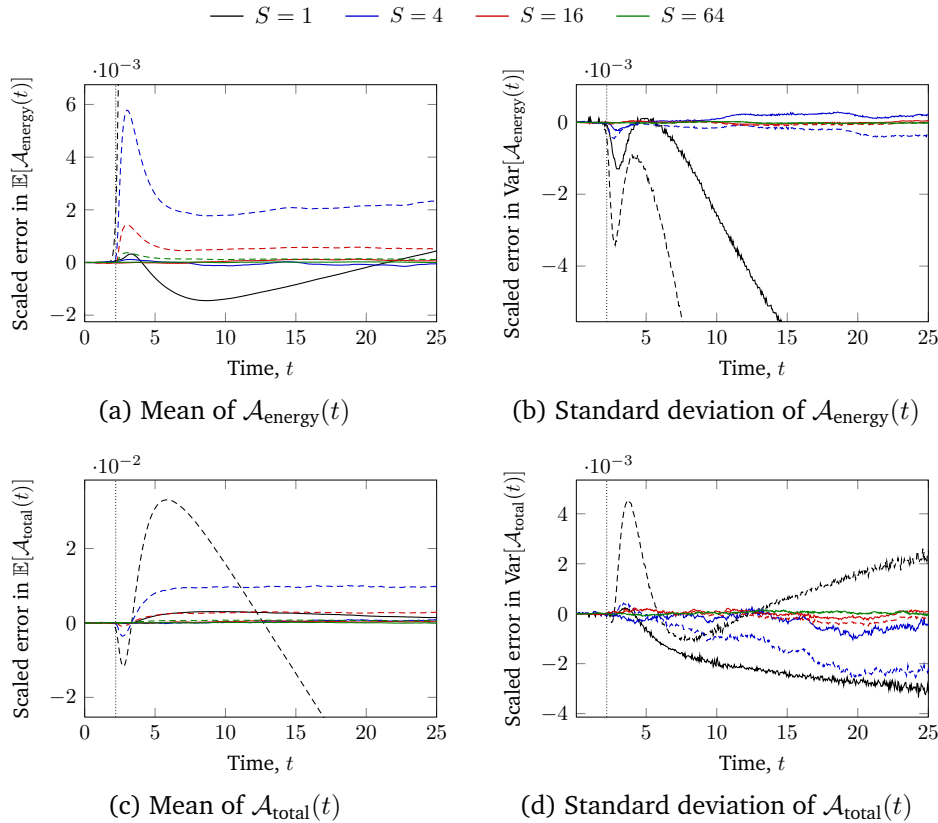 S = 1 S = 4 S = 16 S = 64
·10⁻³
Scaled error in 𝔼[𝒜energy(t)]
6
4
2
0
−2
0 5 10 15 20 25
Time, t
(a) Mean of 𝒜energy(t)
·10⁻³
Scaled error in Var[𝒜energy(t)]
0
−2
−4
5 10 15 20 25
Time, t
(b) Standard deviation of 𝒜energy(t)
·10⁻²
Scaled error in 𝔼[𝒜total(t)]
2
0
−2
0 5 10 15 20 25
Time, t
(c) Mean of 𝒜total(t)
·10⁻³
Scaled error in Var[𝒜total(t)]
4
2
0
−2
−4
5 10 15 20 25
Time, t
(d) Standard deviation of 𝒜total(t)